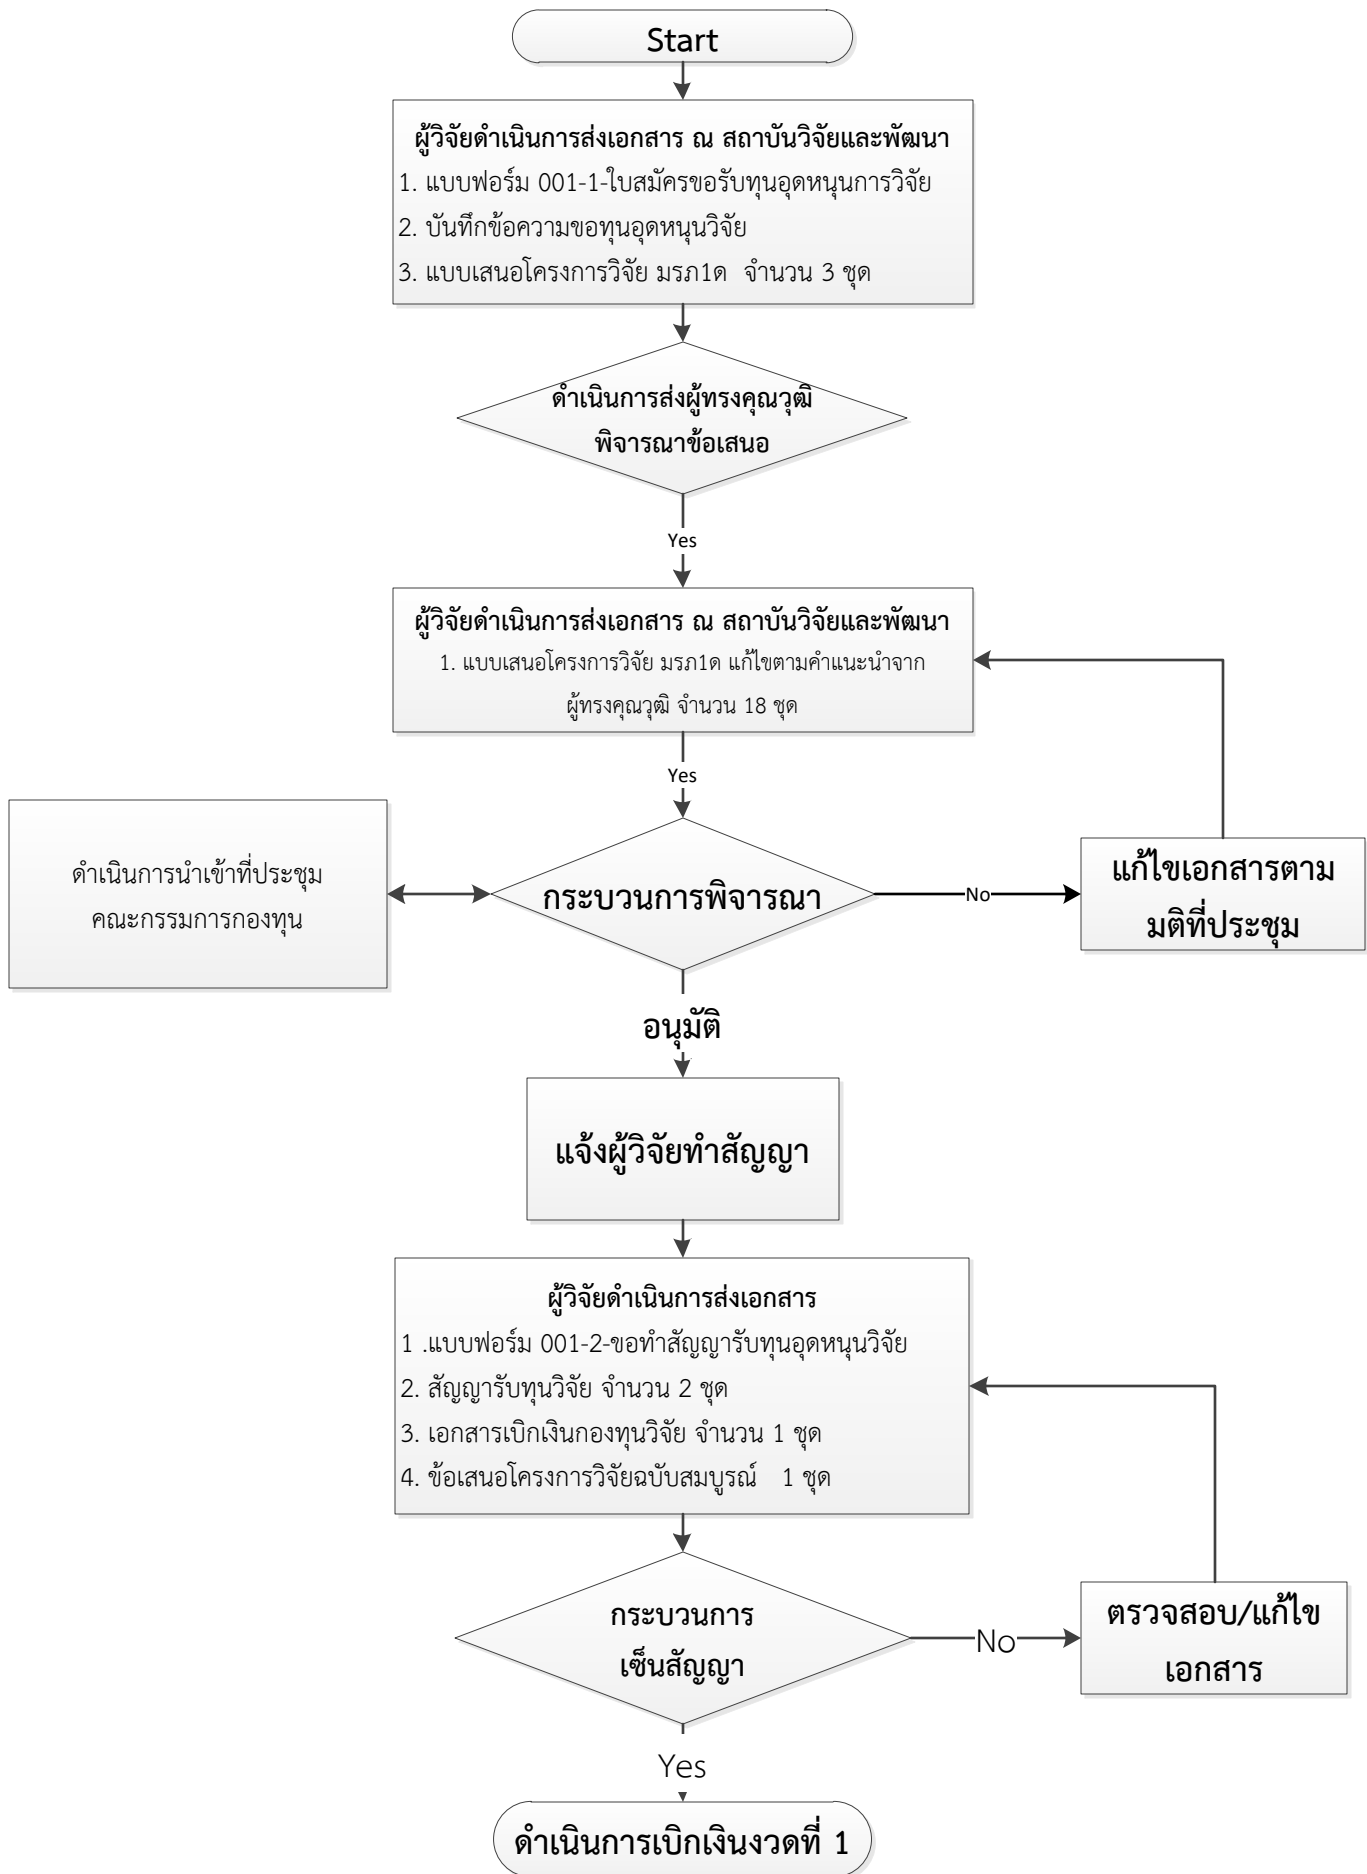 Start
ผู้วิจัยดำเนินการส่งเอกสาร ณ สถาบันวิจัยและพัฒนา
1. แบบฟอร์ม 001-1-ใบสมัครขอรับทุนอุดหนุนการวิจัย
2. บันทึกข้อความขอทุนอุดหนุนวิจัย
3. แบบเสนอโครงการวิจัย มรภ1ด จำนวน 3 ชุด
ดำเนินการส่งผู้ทรงคุณวุฒิ
พิจารณาข้อเสนอ
Yes
ผู้วิจัยดำเนินการส่งเอกสาร ณ สถาบันวิจัยและพัฒนา
1. แบบเสนอโครงการวิจัย มรภ1ด แก้ไขตามคำแนะนำจาก
ผู้ทรงคุณวุฒิ จำนวน 18 ชุด
Yes
ดำเนินการนำเข้าที่ประชุม
คณะกรรมการกองทุน
กระบวนการพิจารณา
No
แก้ไขเอกสารตาม
มติที่ประชุม
อนุมัติ
แจ้งผู้วิจัยทำสัญญา
ผู้วิจัยดำเนินการส่งเอกสาร
1 .แบบฟอร์ม 001-2-ขอทำสัญญารับทุนอุดหนุนวิจัย
2. สัญญารับทุนวิจัย จำนวน 2 ชุด
3. เอกสารเบิกเงินกองทุนวิจัย จำนวน 1 ชุด
4. ข้อเสนอโครงการวิจัยฉบับสมบูรณ์ 1 ชุด
กระบวนการ
เซ็นสัญญา
No
ตรวจสอบ/แก้ไข
เอกสาร
Yes
ดำเนินการเบิกเงินงวดที่ 1